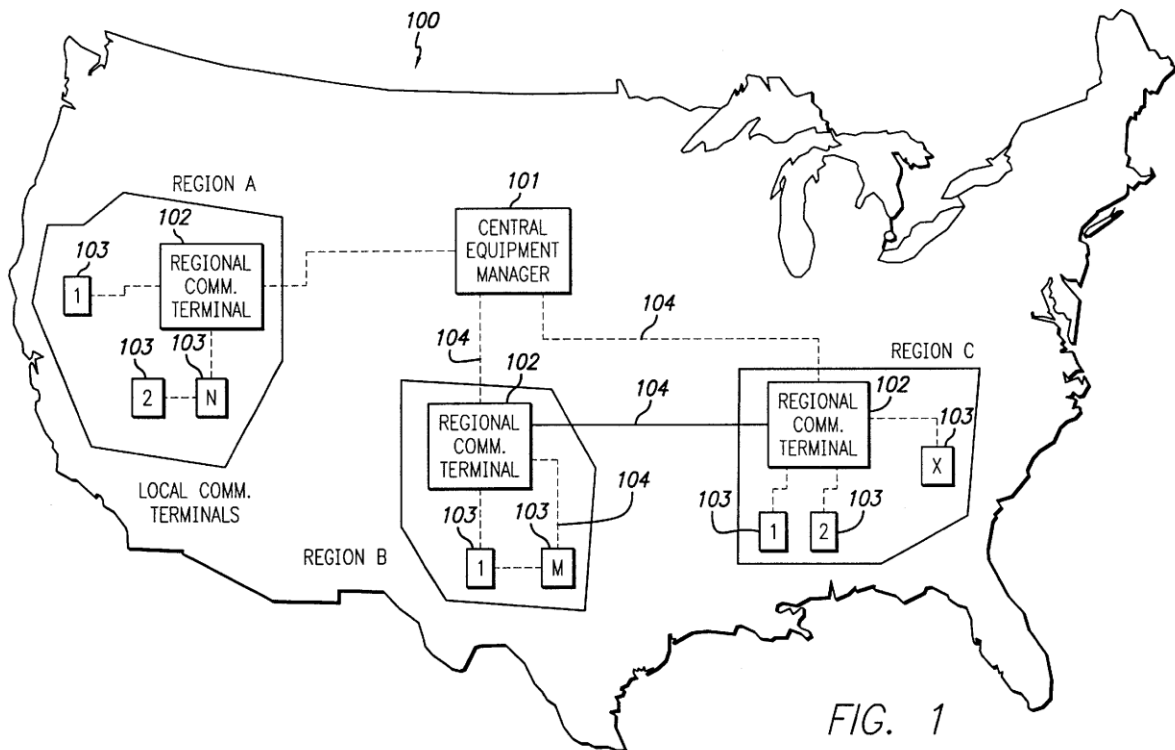 100
REGION A
102
103
REGIONAL
COMM.
TERMINAL
1
103
103
2
N
LOCAL COMM.
TERMINALS
101
CENTRAL
EQUIPMENT
MANAGER
104
104
102
REGIONAL
COMM.
TERMINAL
104
104
103
103
1
M
REGION B
REGION C
102
REGIONAL
COMM.
TERMINAL
103
X
103
1
2
103
FIG. 1